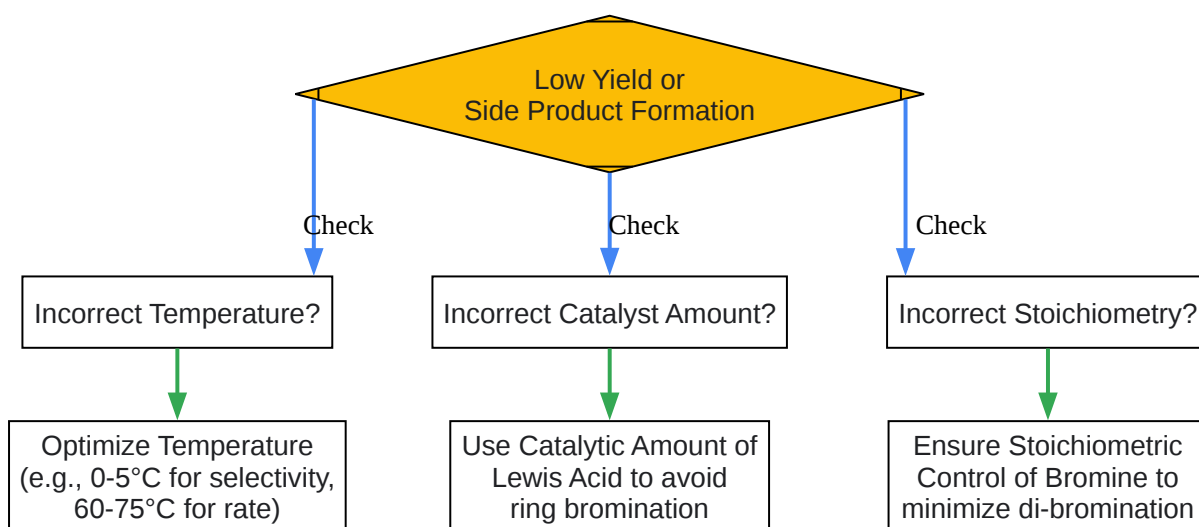 Low Yield or
Side Product Formation
Check
Check
Check
Incorrect Temperature?
Incorrect Catalyst Amount?
Incorrect Stoichiometry?
Optimize Temperature
(e.g., 0-5°C for selectivity,
60-75°C for rate)
Use Catalytic Amount of
Lewis Acid to avoid
ring bromination
Ensure Stoichiometric
Control of Bromine to
minimize di-bromination